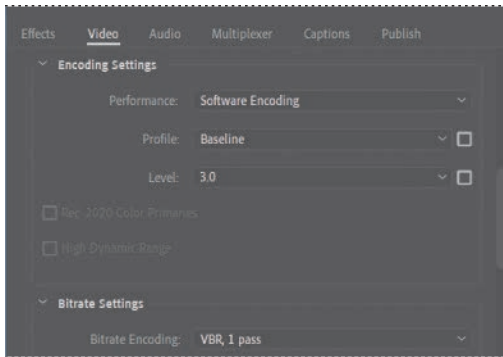 Effects Video Audio Multiplexer Captions Publish
Encoding Settings
Performance: Software Encoding
Profile: Baseline
Level: 3.0
Rec. 2020 Color Primaries
High Dynamic Range
Bitrate Settings
Bitrate Encoding: VBR, 1 pass